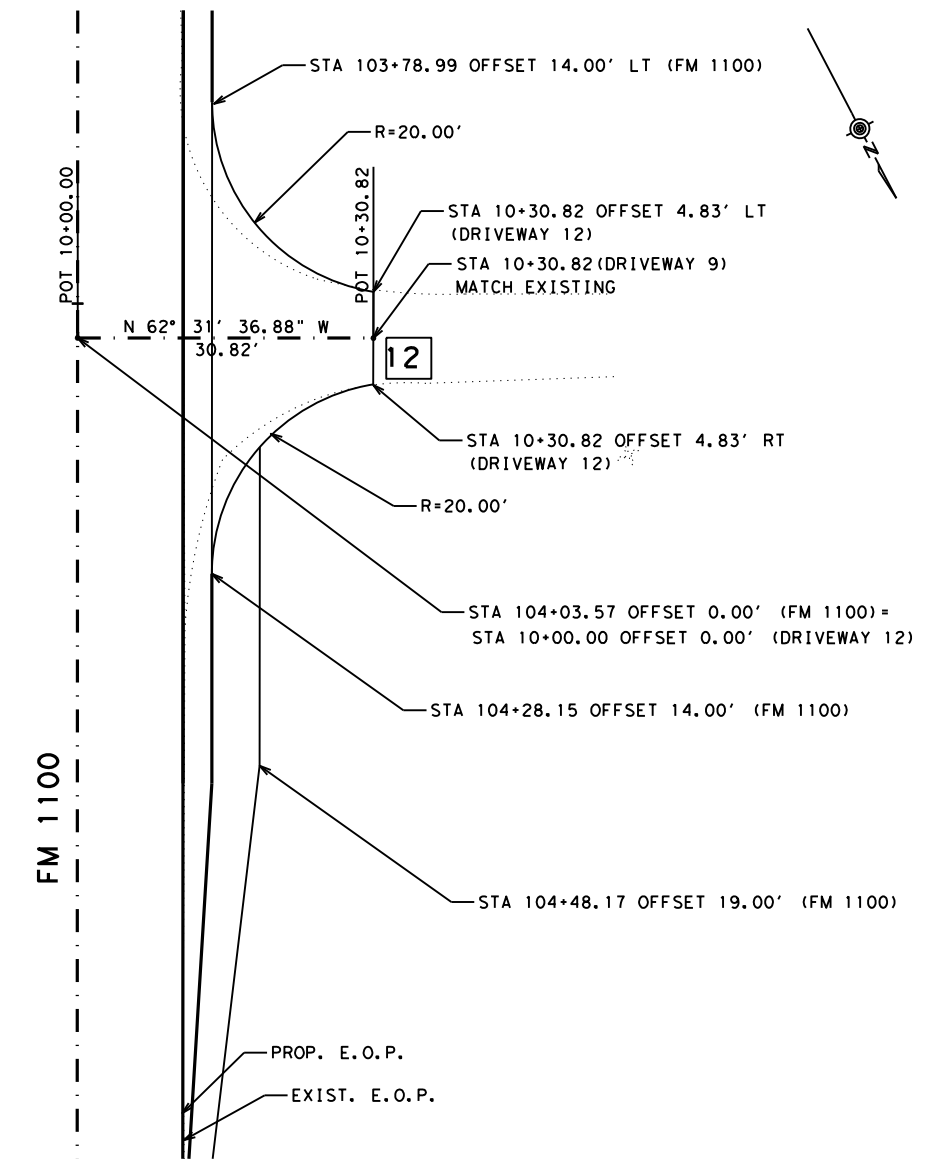 STA 103+78.99 OFFSET 14.00' LT (FM 1100)
R=20.00'
POT 10+00.00
POT 10+30.82
N
STA 10+30.82 OFFSET 4.83' LT
(DRIVEWAY 12)
STA 10+30.82(DRIVEWAY 9)
MATCH EXISTING
N 62° 31' 36.88" W
30.82'
12
STA 10+30.82 OFFSET 4.83' RT
(DRIVEWAY 12)
R=20.00'
STA 104+03.57 OFFSET 0.00' (FM 1100)=
STA 10+00.00 OFFSET 0.00' (DRIVEWAY 12)
STA 104+28.15 OFFSET 14.00' (FM 1100)
FM 1100
STA 104+48.17 OFFSET 19.00' (FM 1100)
PROP. E.O.P.
EXIST. E.O.P.